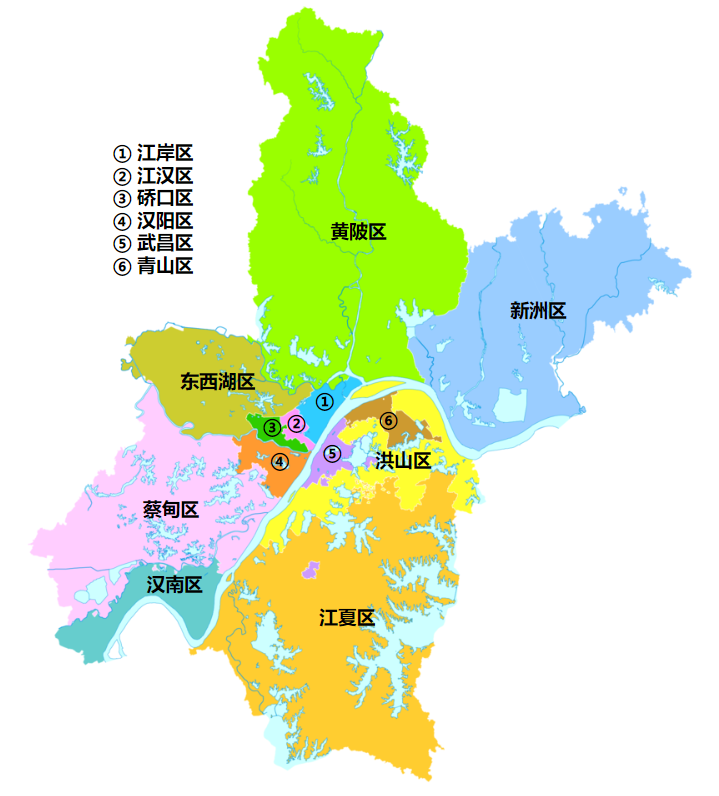 ① 江岸区
② 江汉区
③ 硚口区
④ 汉阳区
⑤ 武昌区
⑥ 青山区
黄陂区
新洲区
东西湖区
①
②
③
⑥
④
⑤
洪山区
蔡甸区
汉南区
江夏区